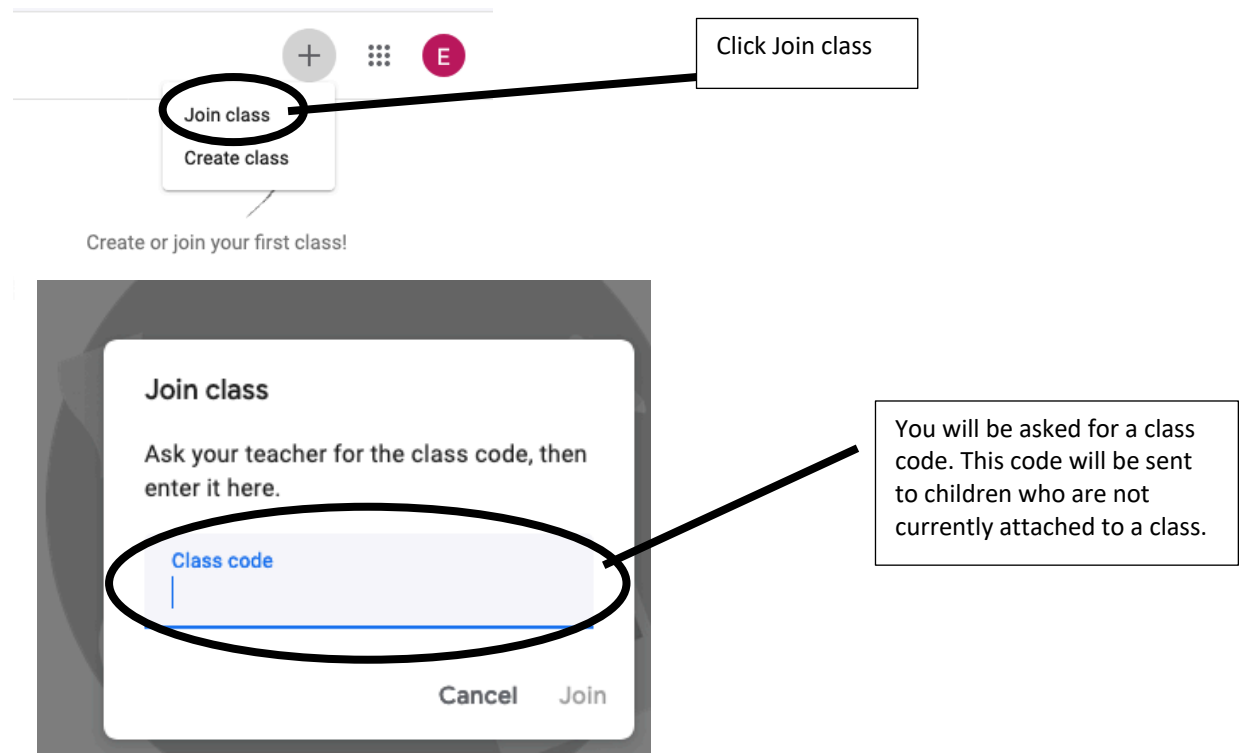 +
E
Click Join class
Join class
Create class
Create or join your first class!
Join class
Ask your teacher for the class code, then
enter it here.
Class code
Cancel Join
You will be asked for a class
code. This code will be sent
to children who are not
currently attached to a class.